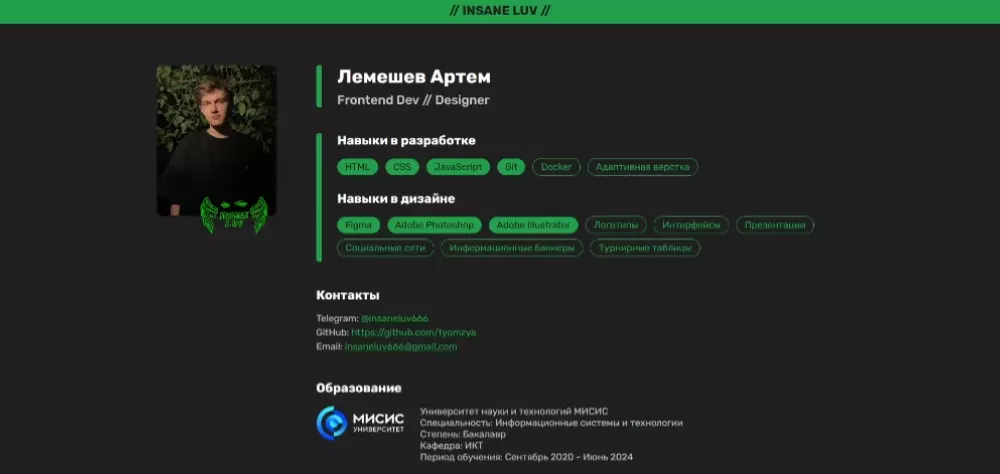 // INSANE LUV //
Лемешев Артем
Frontend Dev // Designer
Навыки в разработке
HTML CSS JavaScript Git Docker Адаптивная верстка
Навыки в дизайне
Figma Adobe Photoshop Adobe Illustrator Логотипы Интерфейсы Презентации
Социальные сети Информационные баннеры Турнирные таблицы
Контакты
Telegram: @insaneluv666
GitHub: https://github.com/tyomzya
Email: insaneluv666@gmail.com
Образование
МИСИС
УНИВЕРСИТЕТ
Университет науки и технологий МИСИС
Специальность: Информационные системы и технологии
Степень: Бакалавр
Кафедра: ИКТ
Период обучения: Сентябрь 2020 - Июнь 2024